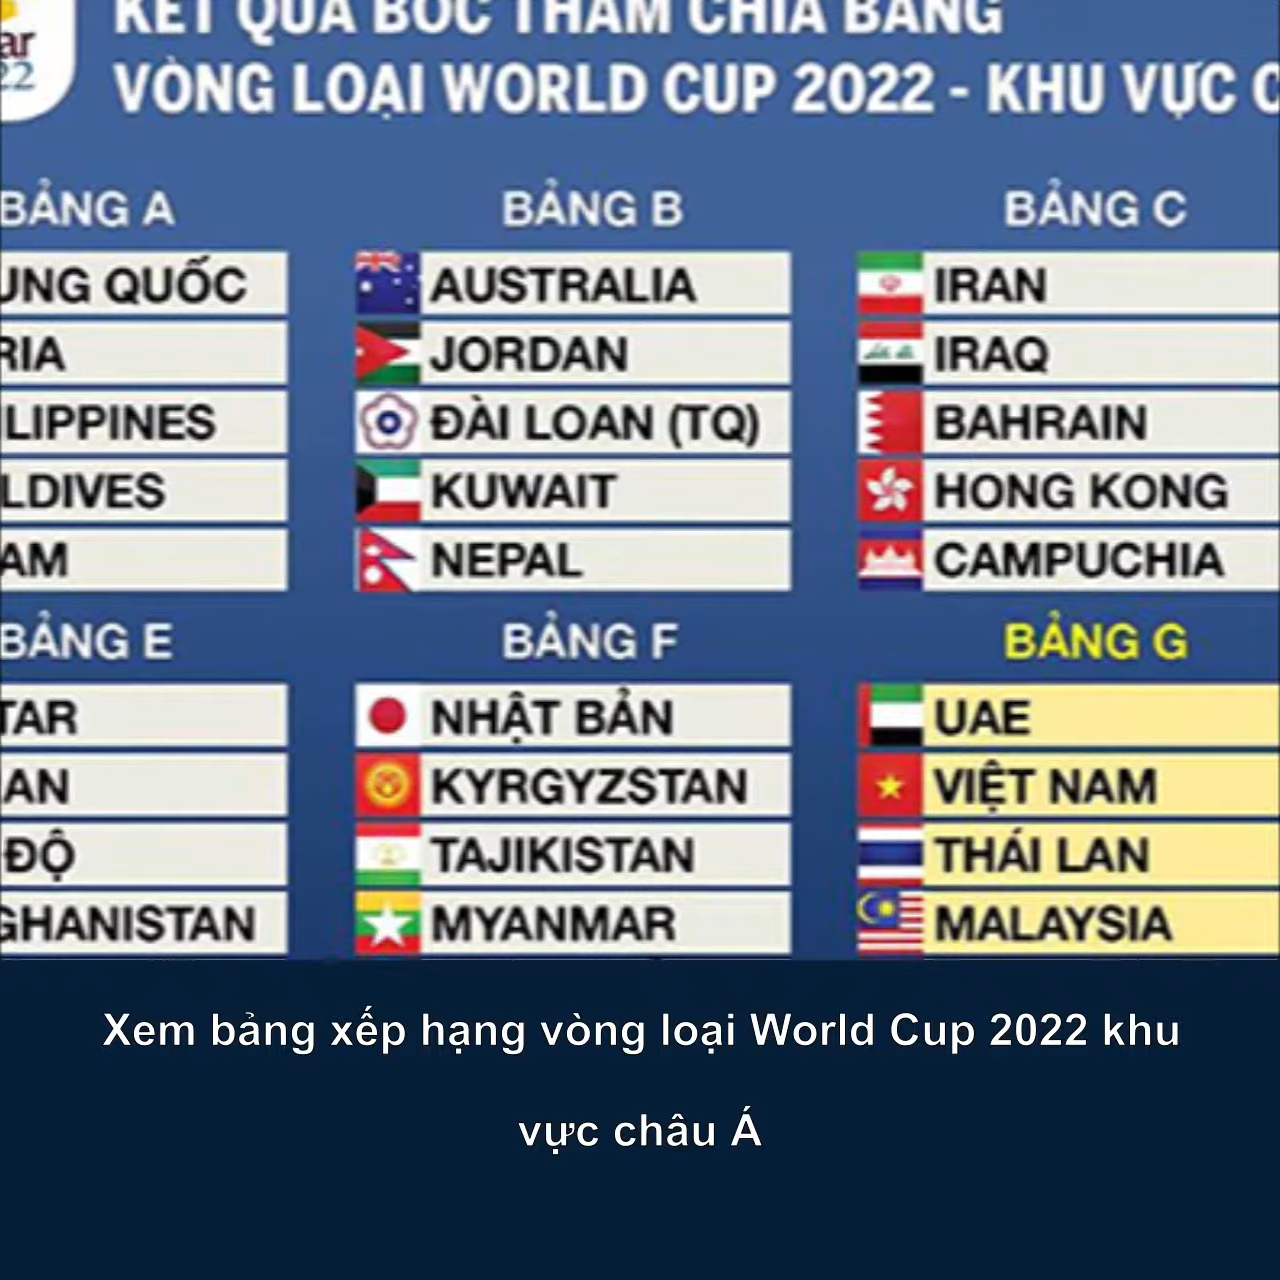 KẾT QUẢ BỐC THĂM CHIA BẢNG
VÒNG LOẠI WORLD CUP 2022 - KHU VỰC
BẢNG A
BẢNG B
BẢNG C
UNG QUỐC
AUSTRALIA
IRAN
RIA
JORDAN
IRAQ
LIPPINES
ĐÀI LOAN (TQ)
BAHRAIN
LDIVES
KUWAIT
HONG KONG
AM
NEPAL
CAMPUCHIA
BẢNG E
BẢNG F
BẢNG G
TAR
NHẬT BẢN
UAE
AN
KYRGYZSTAN
VIỆT NAM
ĐỘ
TAJIKISTAN
THÁI LAN
GHANISTAN
MYANMAR
MALAYSIA
Xem bảng xếp hạng vòng loại World Cup 2022 khu
vực châu Á